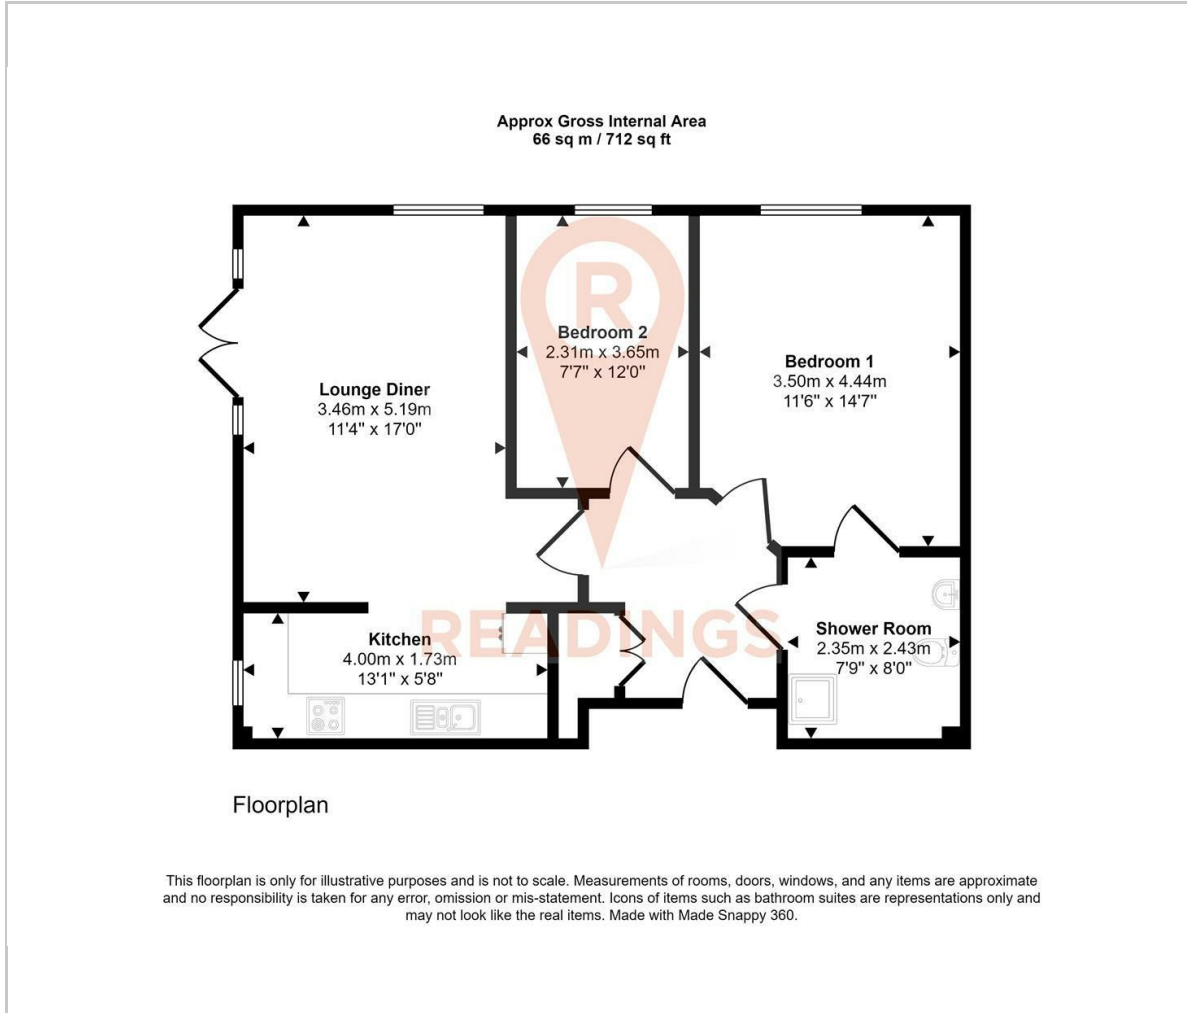 Approx Gross Internal Area
66 sq m / 712 sq ft
R
Bedroom 2
2.31m x 3.65m
7'7" x 12'0"
Bedroom 1
3.50m x 4.44m
11'6" x 14'7"
Lounge Diner
3.46m x 5.19m
11'4" x 17'0"
READINGS
Kitchen
4.00m x 1.73m
13'1" x 5'8"
Shower Room
2.35m x 2.43m
7'9" x 8'0"
Floorplan
This floorplan is only for illustrative purposes and is not to scale. Measurements of rooms, doors, windows, and any items are approximate
and no responsibility is taken for any error, omission or mis-statement. Icons of items such as bathroom suites are representations only and
may not look like the real items. Made with Made Snappy 360.